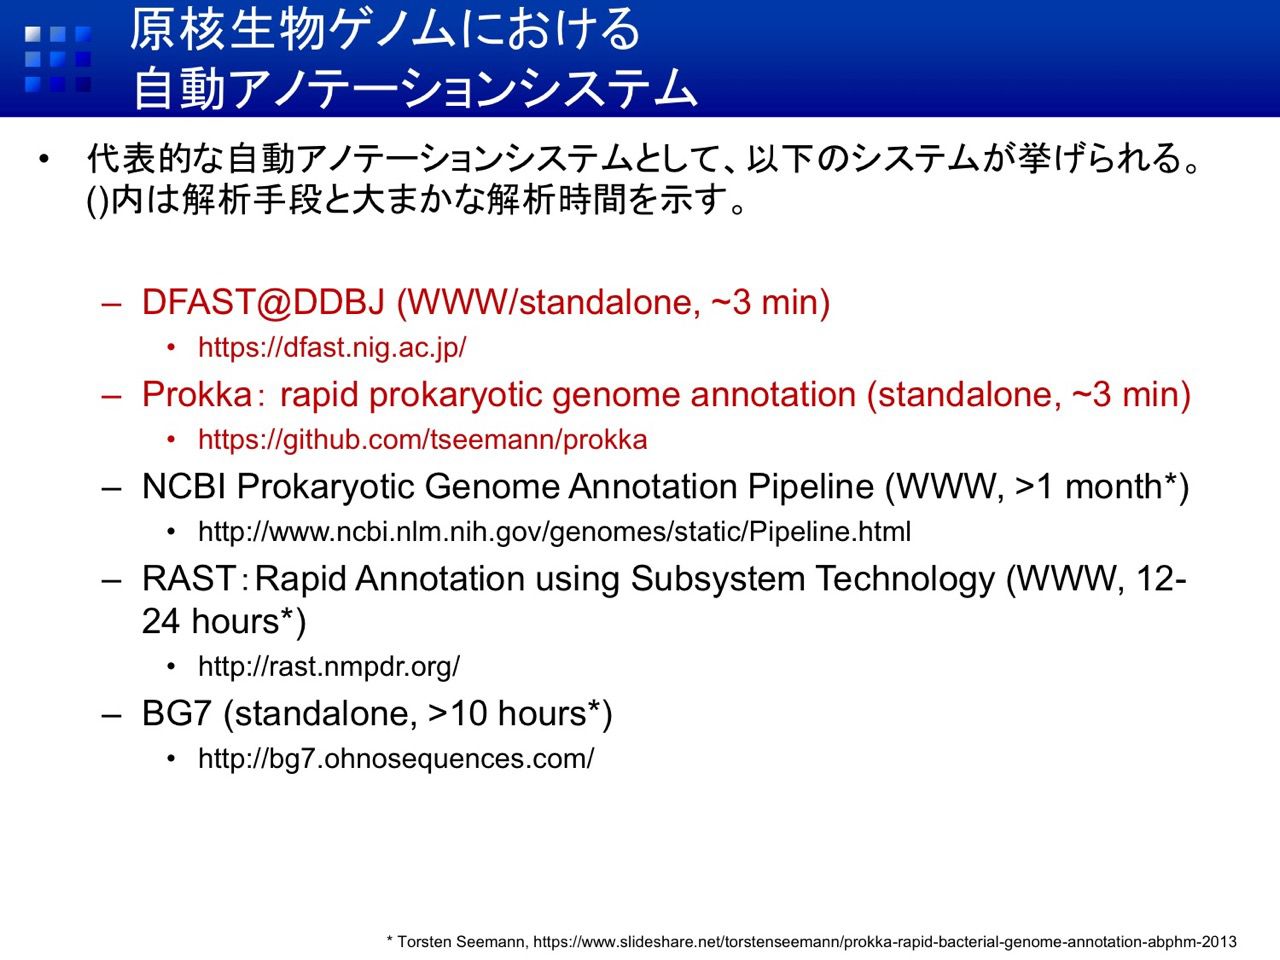 原核生物ゲノムにおける
自動アノテーションシステム
• 代表的な自動アノテーションシステムとして、以下のシステムが挙げられる。
()内は解析手段と大まかな解析時間を示す。
– DFAST@DDBJ (WWW/standalone, ~3 min)
• https://dfast.nig.ac.jp/
– Prokka： rapid prokaryotic genome annotation (standalone, ~3 min)
• https://github.com/tseemann/prokka
– NCBI Prokaryotic Genome Annotation Pipeline (WWW, >1 month*)
• http://www.ncbi.nlm.nih.gov/genomes/static/Pipeline.html
– RAST：Rapid Annotation using Subsystem Technology (WWW, 12-
24 hours*)
• http://rast.nmpdr.org/
– BG7 (standalone, >10 hours*)
• http://bg7.ohnosequences.com/
* Torsten Seemann, https://www.slideshare.net/torstenseemann/prokka-rapid-bacterial-genome-annotation-abphm-2013